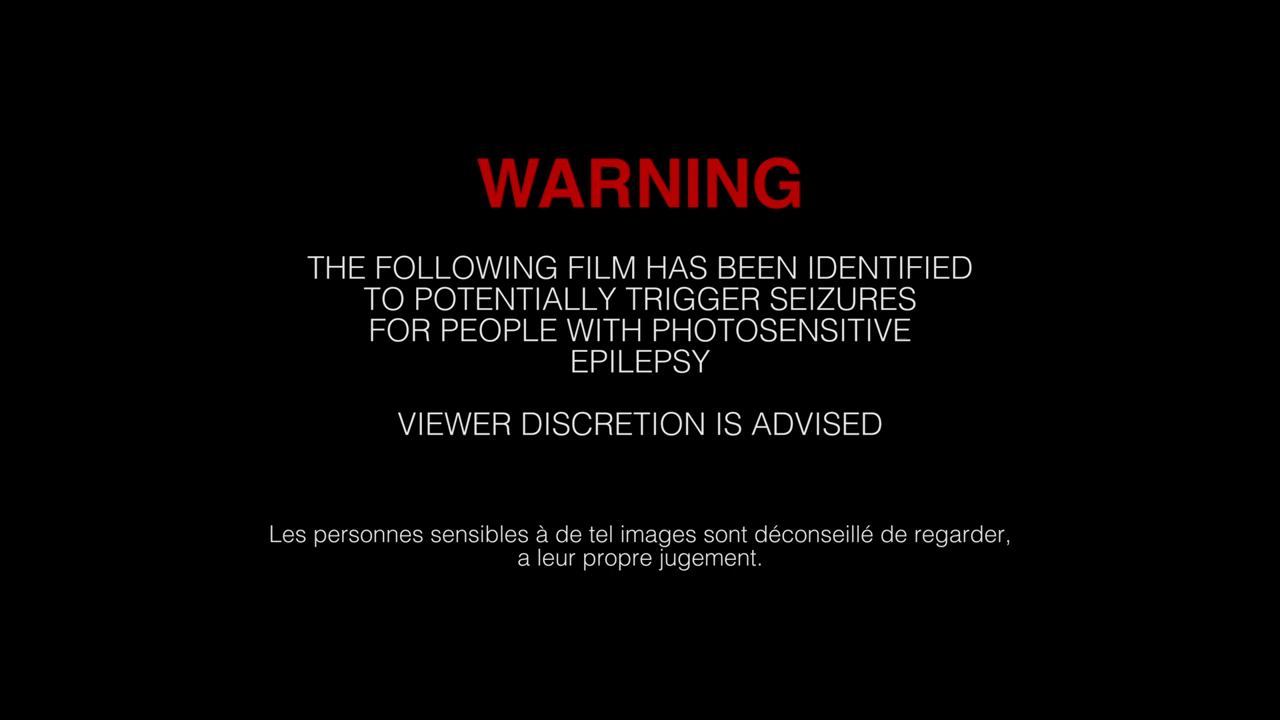 WARNING
THE FOLLOWING FILM HAS BEEN IDENTIFIED
TO POTENTIALLY TRIGGER SEIZURES
FOR PEOPLE WITH PHOTOSENSITIVE
EPILEPSY
VIEWER DISCRETION IS ADVISED
Les personnes sensibles à de tel images sont déconseillé de regarder,
a leur propre jugement.